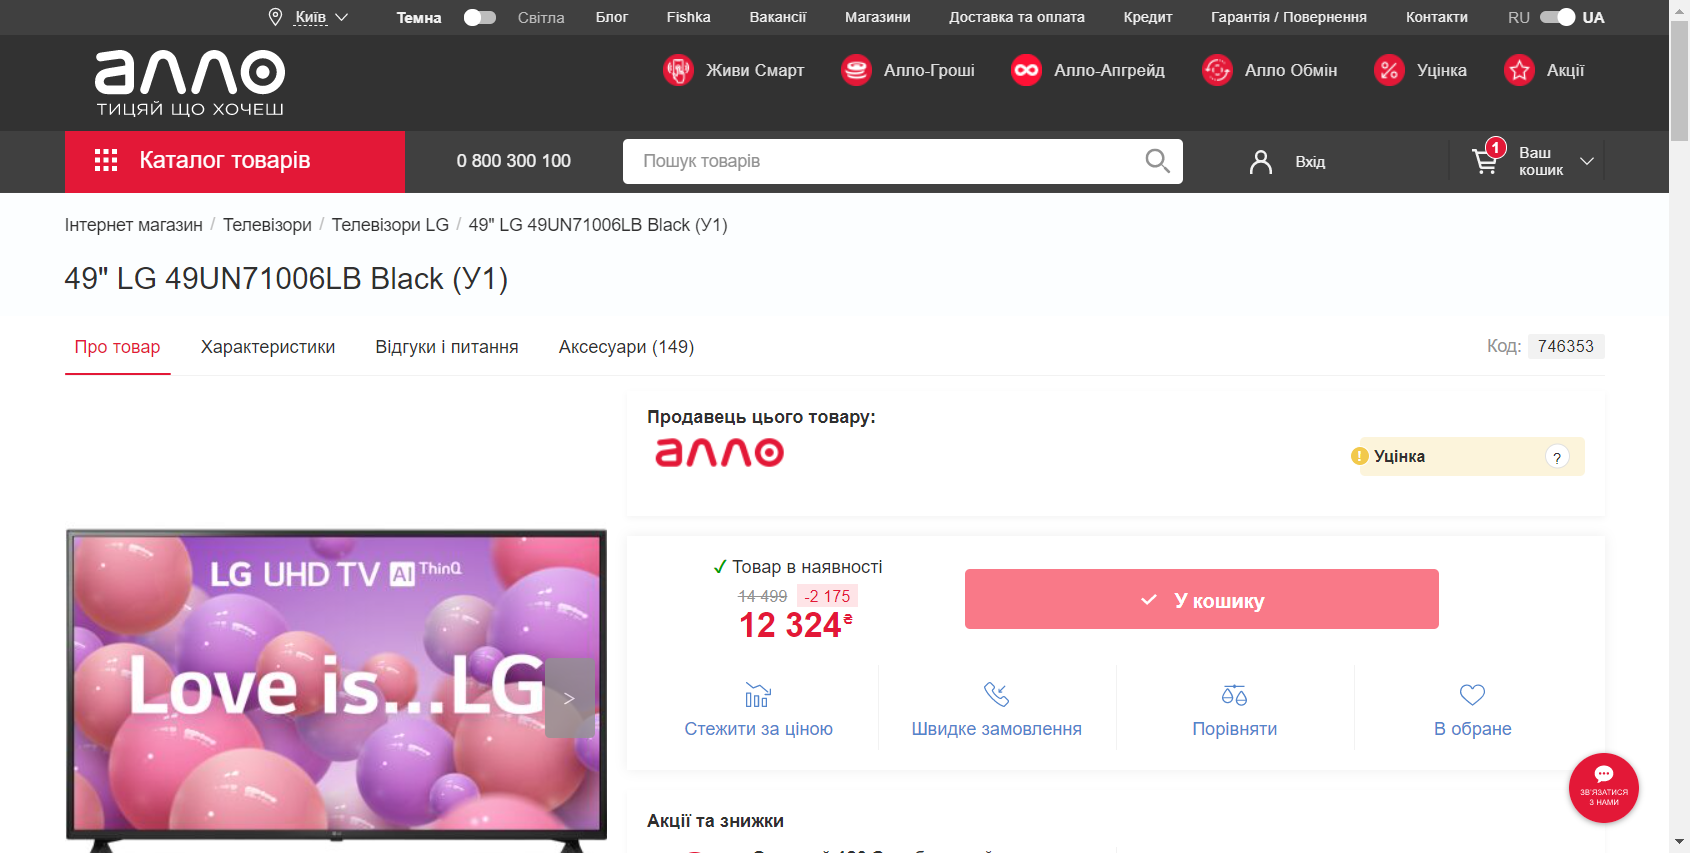 Київ
Темна
Світла
Блог
Fishka
Вакансії
Магазини
Доставка та оплата
Кредит
Гарантія / Повернення
Контакти
RU
UA
алло
ТИЦЯЙ ЩО ХОЧЕШ
Живи Смарт
Алло-Гроші
Алло-Апгрейд
Алло Обмін
Уцінка
Акції
Каталог товарів
0 800 300 100
Пошук товарів
Вхід
1
Ваш
кошик
Інтернет магазин / Телевізори / Телевізори LG / 49" LG 49UN71006LB Black (У1)
49" LG 49UN71006LB Black (У1)
Про товар
Характеристики
Відгуки і питання
Аксесуари (149)
Код: 746353
Продавець цього товару:
алло
! Уцінка ?
LG UHD TV AI ThinQ
Love is...LG
>
✓ Товар в наявності
14 499 -2 175
12 324₴
У кошику
Стежити за ціною
Швидке замовлення
Порівняти
В обране
ЗВ'ЯЗАТИСЯ
З НАМИ
Акції та знижки